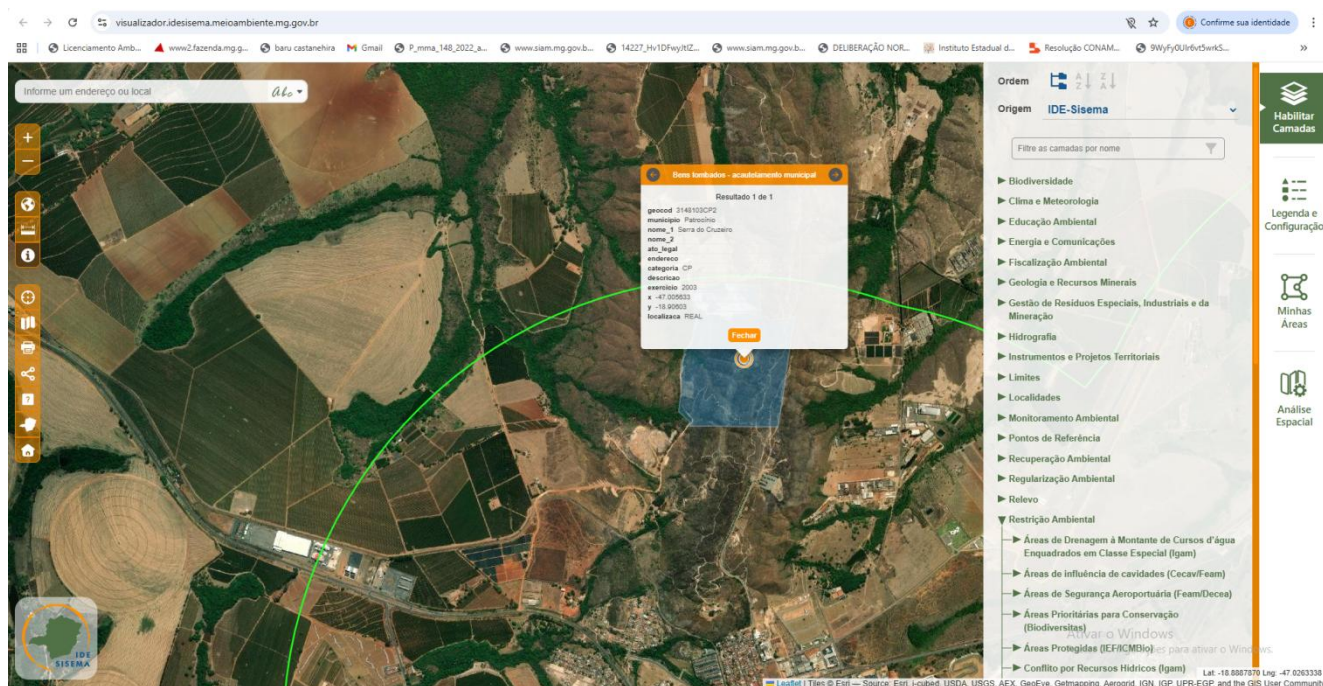 visualizador.idesisema.meioambiente.mg.gov.br
Confirme sua identidade
Licenciamento Amb...
www2.fazenda.mg.g...
baru castanehira
Gmail
P_mma_148_2022_a...
www.siam.mg.gov.b...
14227_Hv1DFwyJtlZ...
www.siam.mg.gov.b...
DELIBERAÇÃO NOR...
Instituto Estadual d...
Resolução CONAM...
9WyFy0Ulr6vt5wrkS...
»
Informe um endereço ou local
Abc
+
−
Bens tombados - acautelamento municipal
Resultado 1 de 1
geocod 3148103CP2
municipio Patrocínio
nome_1 Serra do Cruzeiro
nome_2
ato_legal
endereco
categoria CP
descricao
exercicio 2003
x -47.005633
y -18.90503
localizaca REAL
Fechar
IDE
SISEMA
Ordem
A Z
Z A
Origem IDE-Sisema
Filtre as camadas por nome
Biodiversidade
Clima e Meteorologia
Educação Ambiental
Energia e Comunicações
Fiscalização Ambiental
Geologia e Recursos Minerais
Gestão de Resíduos Especiais, Industriais e da
Mineração
Hidrografia
Instrumentos e Projetos Territoriais
Limites
Localidades
Monitoramento Ambiental
Pontos de Referência
Recuperação Ambiental
Regularização Ambiental
Relevo
Restrição Ambiental
Áreas de Drenagem à Montante de Cursos d'água
Enquadrados em Classe Especial (Igam)
Áreas de influência de cavidades (Cecav/Feam)
Áreas de Segurança Aeroportuária (Feam/Decea)
Áreas Prioritárias para Conservação
(Biodiversitas)
Ativar o Windows
Áreas Protegidas (IEF/ICMBio)
para ativar o Windows.
Conflito por Recursos Hídricos (Igam)
Habilitar
Camadas
Legenda e
Configuração
Minhas
Áreas
Análise
Espacial
Lat: -18.8887870 Lng: -47.0263338
Leaflet | Tiles © Esri — Source: Esri, i-cubed, USDA, USGS, AEX, GeoEye, Getmapping, Aerogrid, IGN, IGP, UPR-EGP, and the GIS User Community